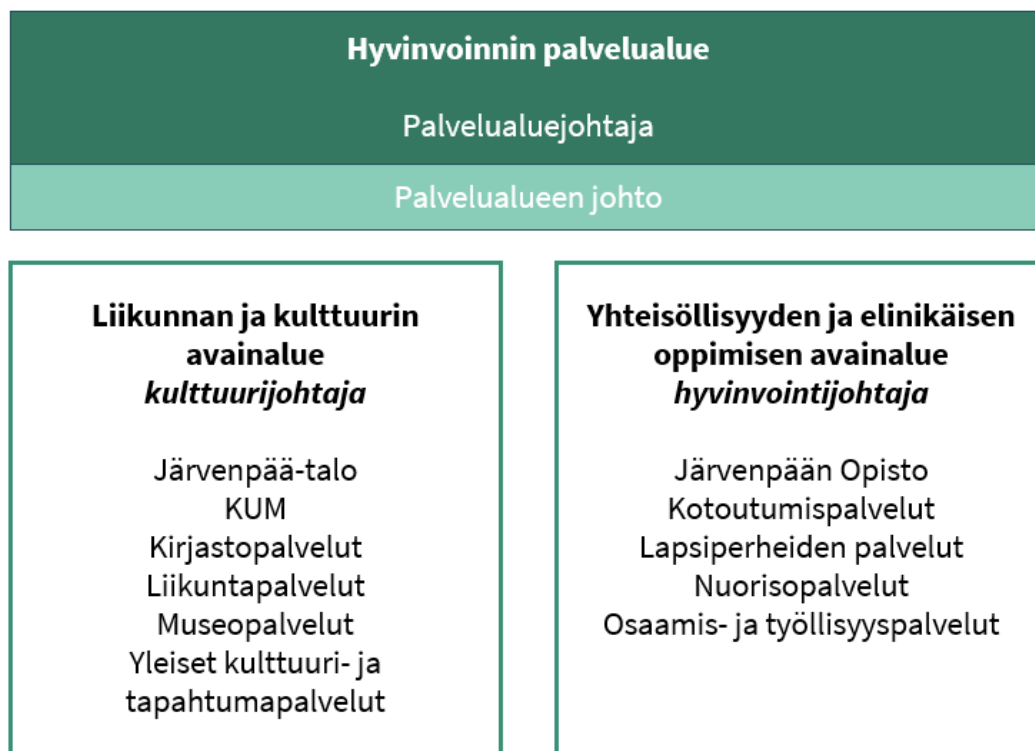 Hyvinvoinnin palvelualue
Palvelualuejohtaja
Palvelualueen johto
Liikunnan ja kulttuurin
avainalue
kulttuurijohtaja
Järvenpää-talo
KUM
Kirjastopalvelut
Liikuntapalvelut
Museopalvelut
Yleiset kulttuuri- ja
tapahtumapalvelut
Yhteisöllisyyden ja elinikäisen
oppimisen avainalue
hyvinvointijohtaja
Järvenpään Opisto
Kotoutumispalvelut
Lapsiperheiden palvelut
Nuorisopalvelut
Osaamis- ja työllisyyspalvelut